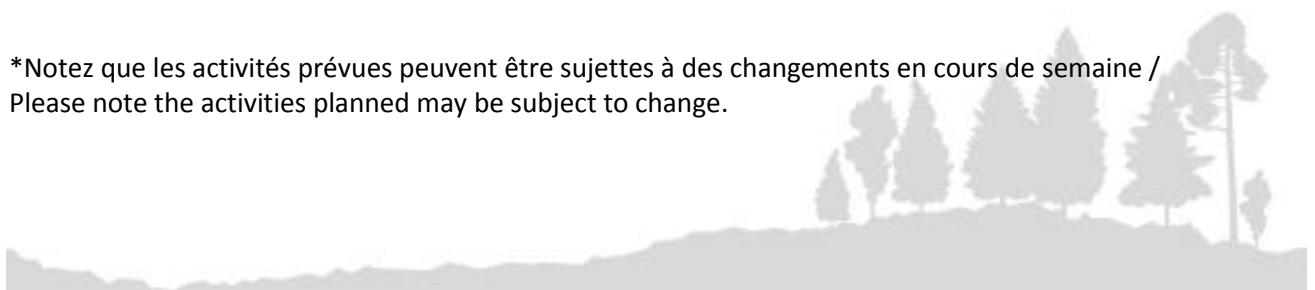 *Notez que les activités prévues peuvent être sujettes à des changements en cours de semaine /
Please note the activities planned may be subject to change.